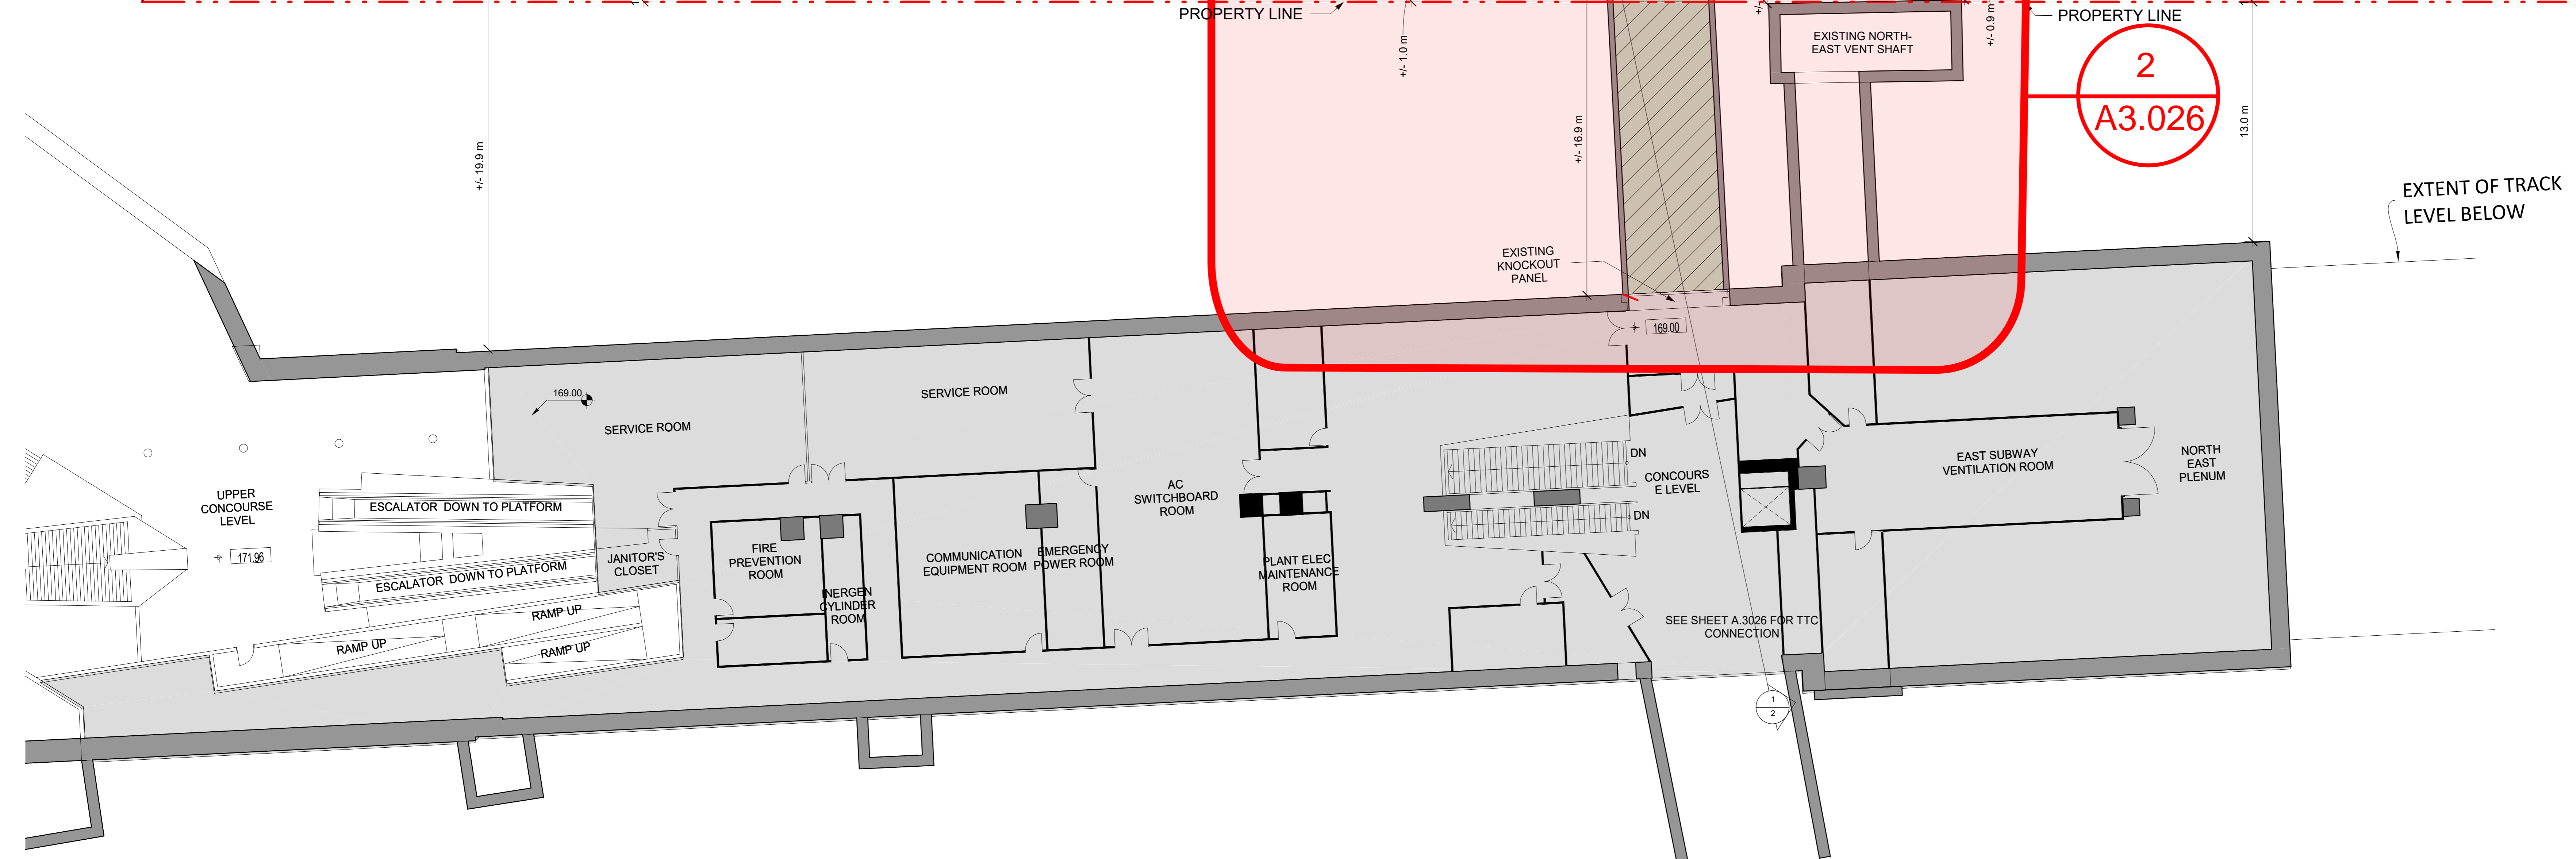 PROPERTY LINE
PROPERTY LINE
+/- 19.9 m
+/- 1.0 m
+/- 16.9 m
+/-
+/- 0.9 m
13.0 m
EXISTING NORTH-
EAST VENT SHAFT
2
A3.026
EXTENT OF TRACK
LEVEL BELOW
EXISTING
KNOCKOUT
PANEL
169.00
169.00
SERVICE ROOM
SERVICE ROOM
UPPER
CONCOURSE
LEVEL
171.96
ESCALATOR DOWN TO PLATFORM
ESCALATOR DOWN TO PLATFORM
JANITOR'S
CLOSET
RAMP UP
RAMP UP
RAMP UP
FIRE
PREVENTION
ROOM
INERGEN
CYLINDER
ROOM
COMMUNICATION
EQUIPMENT ROOM
EMERGENCY
POWER ROOM
AC
SWITCHBOARD
ROOM
PLANT ELEC
MAINTENANCE
ROOM
DN
DN
CONCOURS
E LEVEL
EAST SUBWAY
VENTILATION ROOM
NORTH
EAST
PLENUM
SEE SHEET A.3026 FOR TTC
CONNECTION
1
2